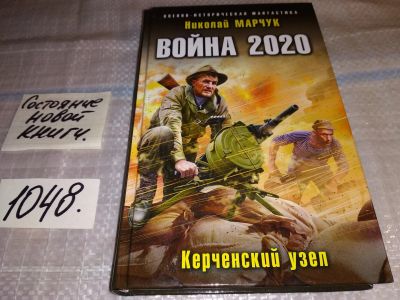 ВОЕННО-ИСТОРИЧЕСКАЯ ФАНТАСТИКА
Николай МАРЧУК
ВОЙНА 2020
Керченский узел
Состояние
новой
книги.
1048.